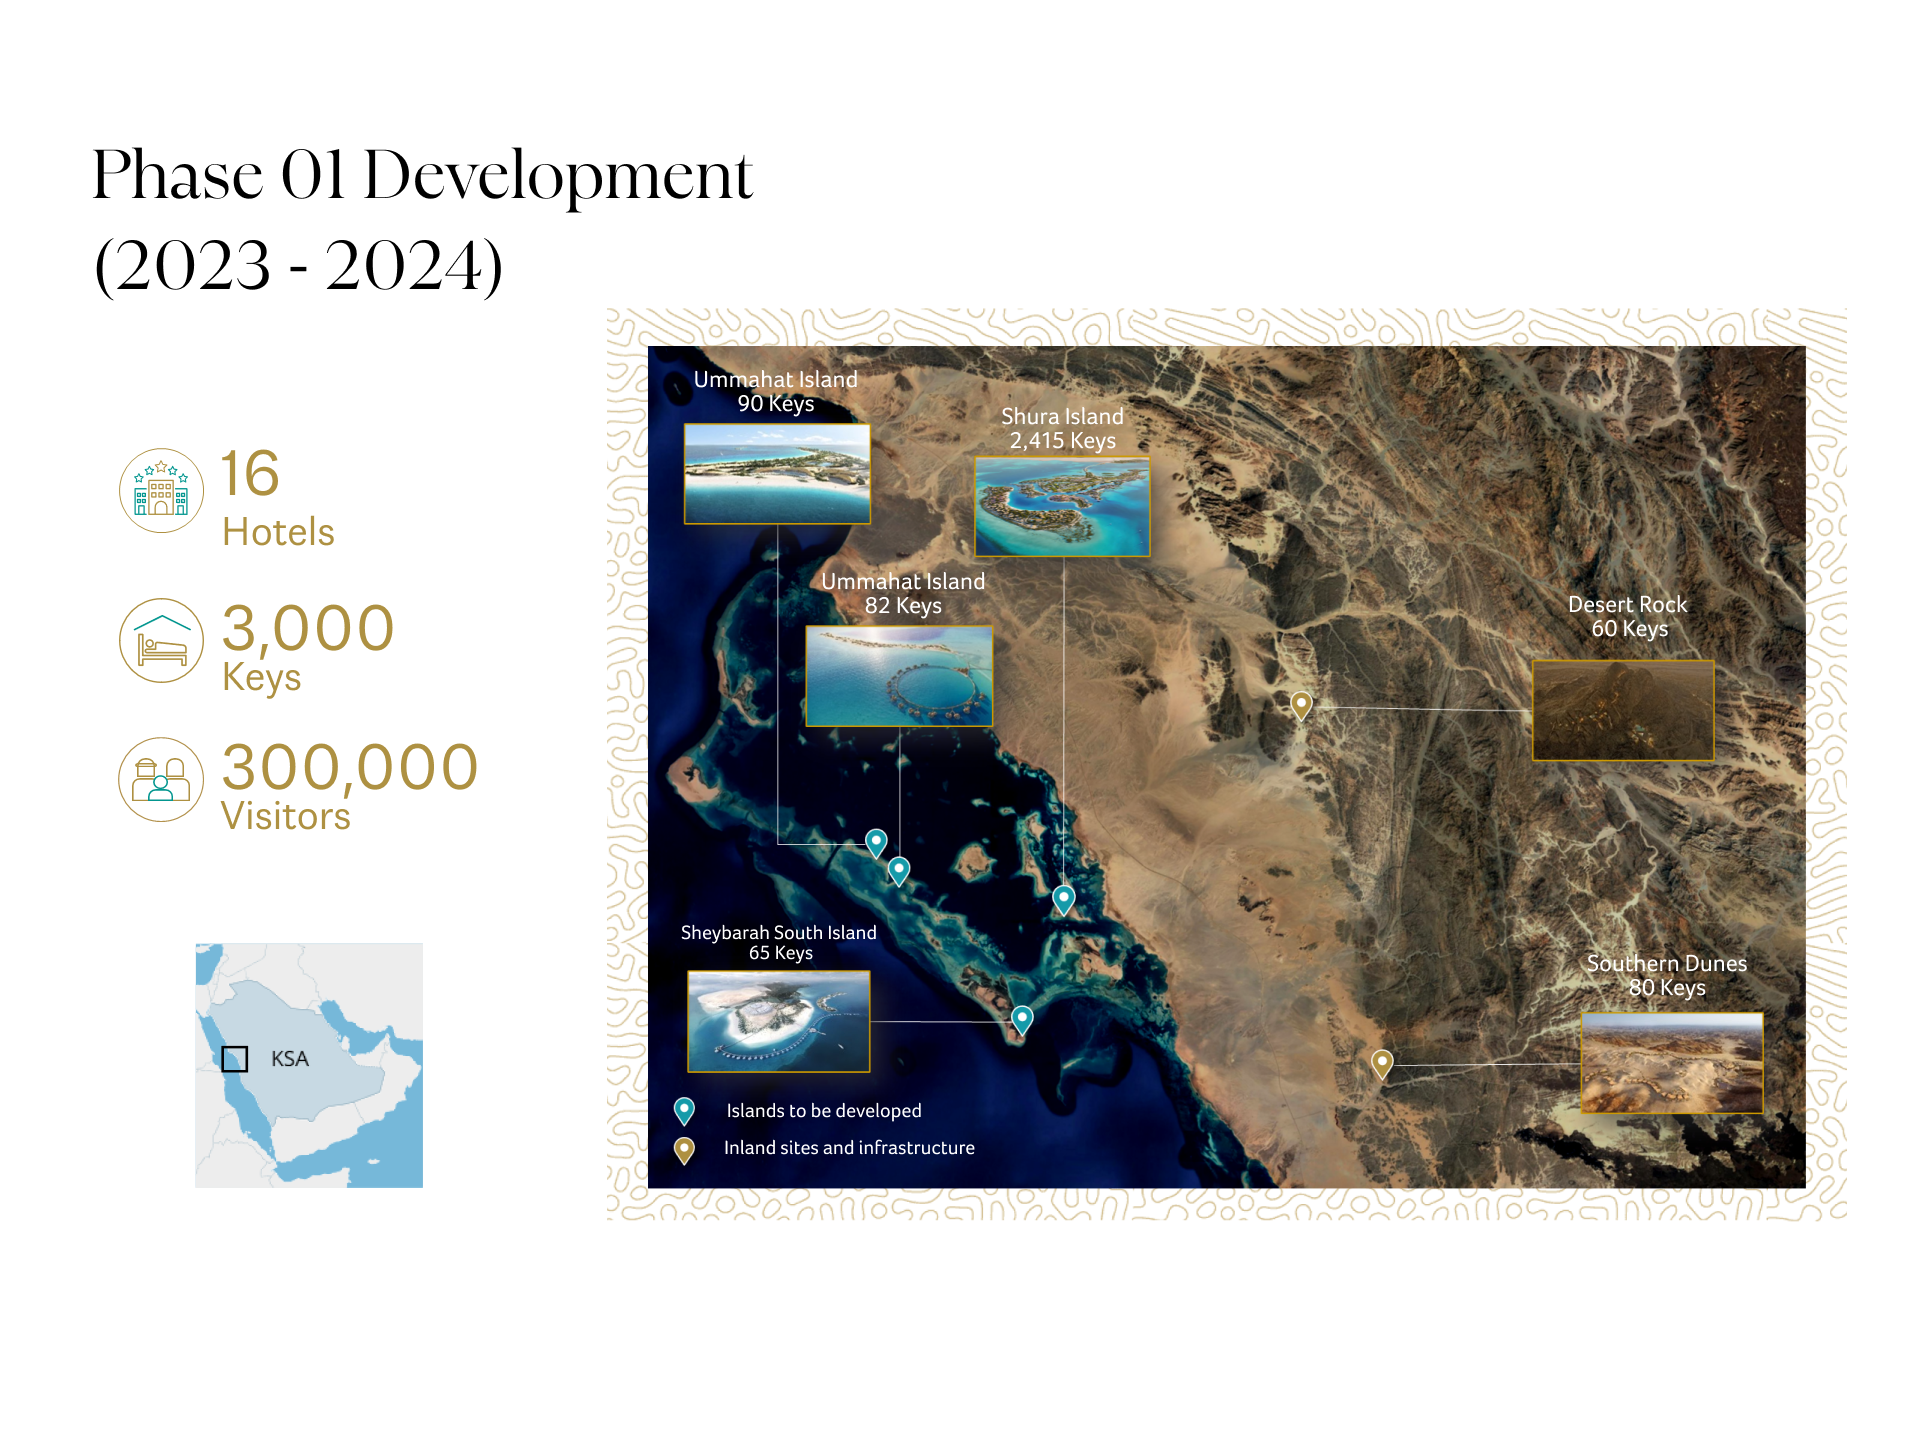 Phase 01 Development
(2023 - 2024)
16
Hotels
3,000
Keys
300,000
Visitors
KSA
Ummahat Island
90 Keys
Shura Island
2,415 Keys
Ummahat Island
82 Keys
Desert Rock
60 Keys
Sheybarah South Island
65 Keys
Southern Dunes
80 Keys
Islands to be developed
Inland sites and infrastructure